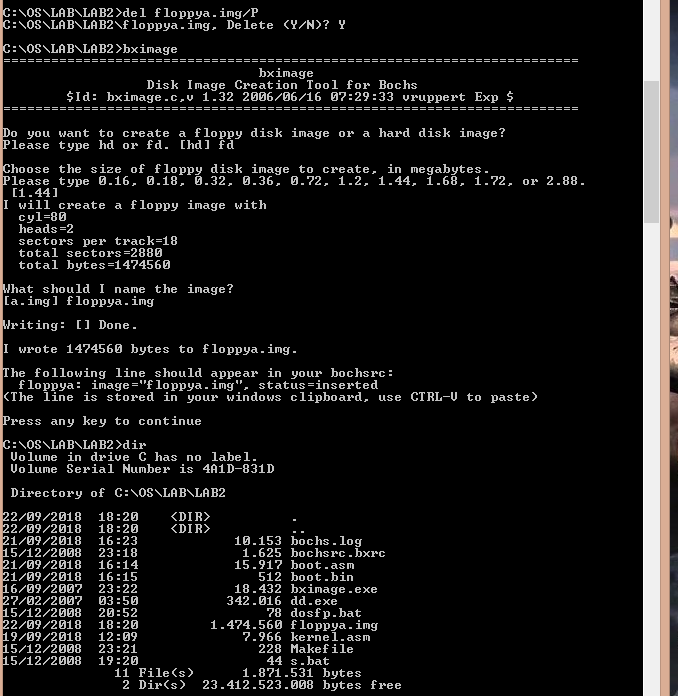 C:\OS\LAB\LAB2>del floppya.img/P
C:\OS\LAB\LAB2\floppya.img, Delete (Y/N)? Y
C:\OS\LAB\LAB2>bximage
========================================================================
bximage
Disk Image Creation Tool for Bochs
$Id: bximage.c,v 1.32 2006/06/16 07:29:33 vruppert Exp $
========================================================================
Do you want to create a floppy disk image or a hard disk image?
Please type hd or fd. [hd] fd
Choose the size of floppy disk image to create, in megabytes.
Please type 0.16, 0.18, 0.32, 0.36, 0.72, 1.2, 1.44, 1.68, 1.72, or 2.88.
[1.44]
I will create a floppy image with
cyl=80
heads=2
sectors per track=18
total sectors=2880
total bytes=1474560
What should I name the image?
[a.img] floppya.img
Writing: [] Done.
I wrote 1474560 bytes to floppya.img.
The following line should appear in your bochsrc:
floppya: image="floppya.img", status=inserted
(The line is stored in your windows clipboard, use CTRL-V to paste)
Press any key to continue
C:\OS\LAB\LAB2>dir
Volume in drive C has no label.
Volume Serial Number is 4A1D-831D
Directory of C:\OS\LAB\LAB2
22/09/2018 18:20 <DIR> .
22/09/2018 18:20 <DIR> ..
21/09/2018 16:23 10.153 bochs.log
15/12/2008 23:18 1.625 bochsrc.bxrc
21/09/2018 16:14 15.917 boot.asm
21/09/2018 16:15 512 boot.bin
16/09/2007 23:22 18.432 bximage.exe
27/02/2007 03:50 342.016 dd.exe
15/12/2008 20:52 78 dosfp.bat
22/09/2018 18:20 1.474.560 floppya.img
19/09/2018 12:09 7.966 kernel.asm
15/12/2008 23:21 228 Makefile
15/12/2008 19:20 44 s.bat
11 File(s) 1.871.531 bytes
2 Dir(s) 23.412.523.008 bytes free